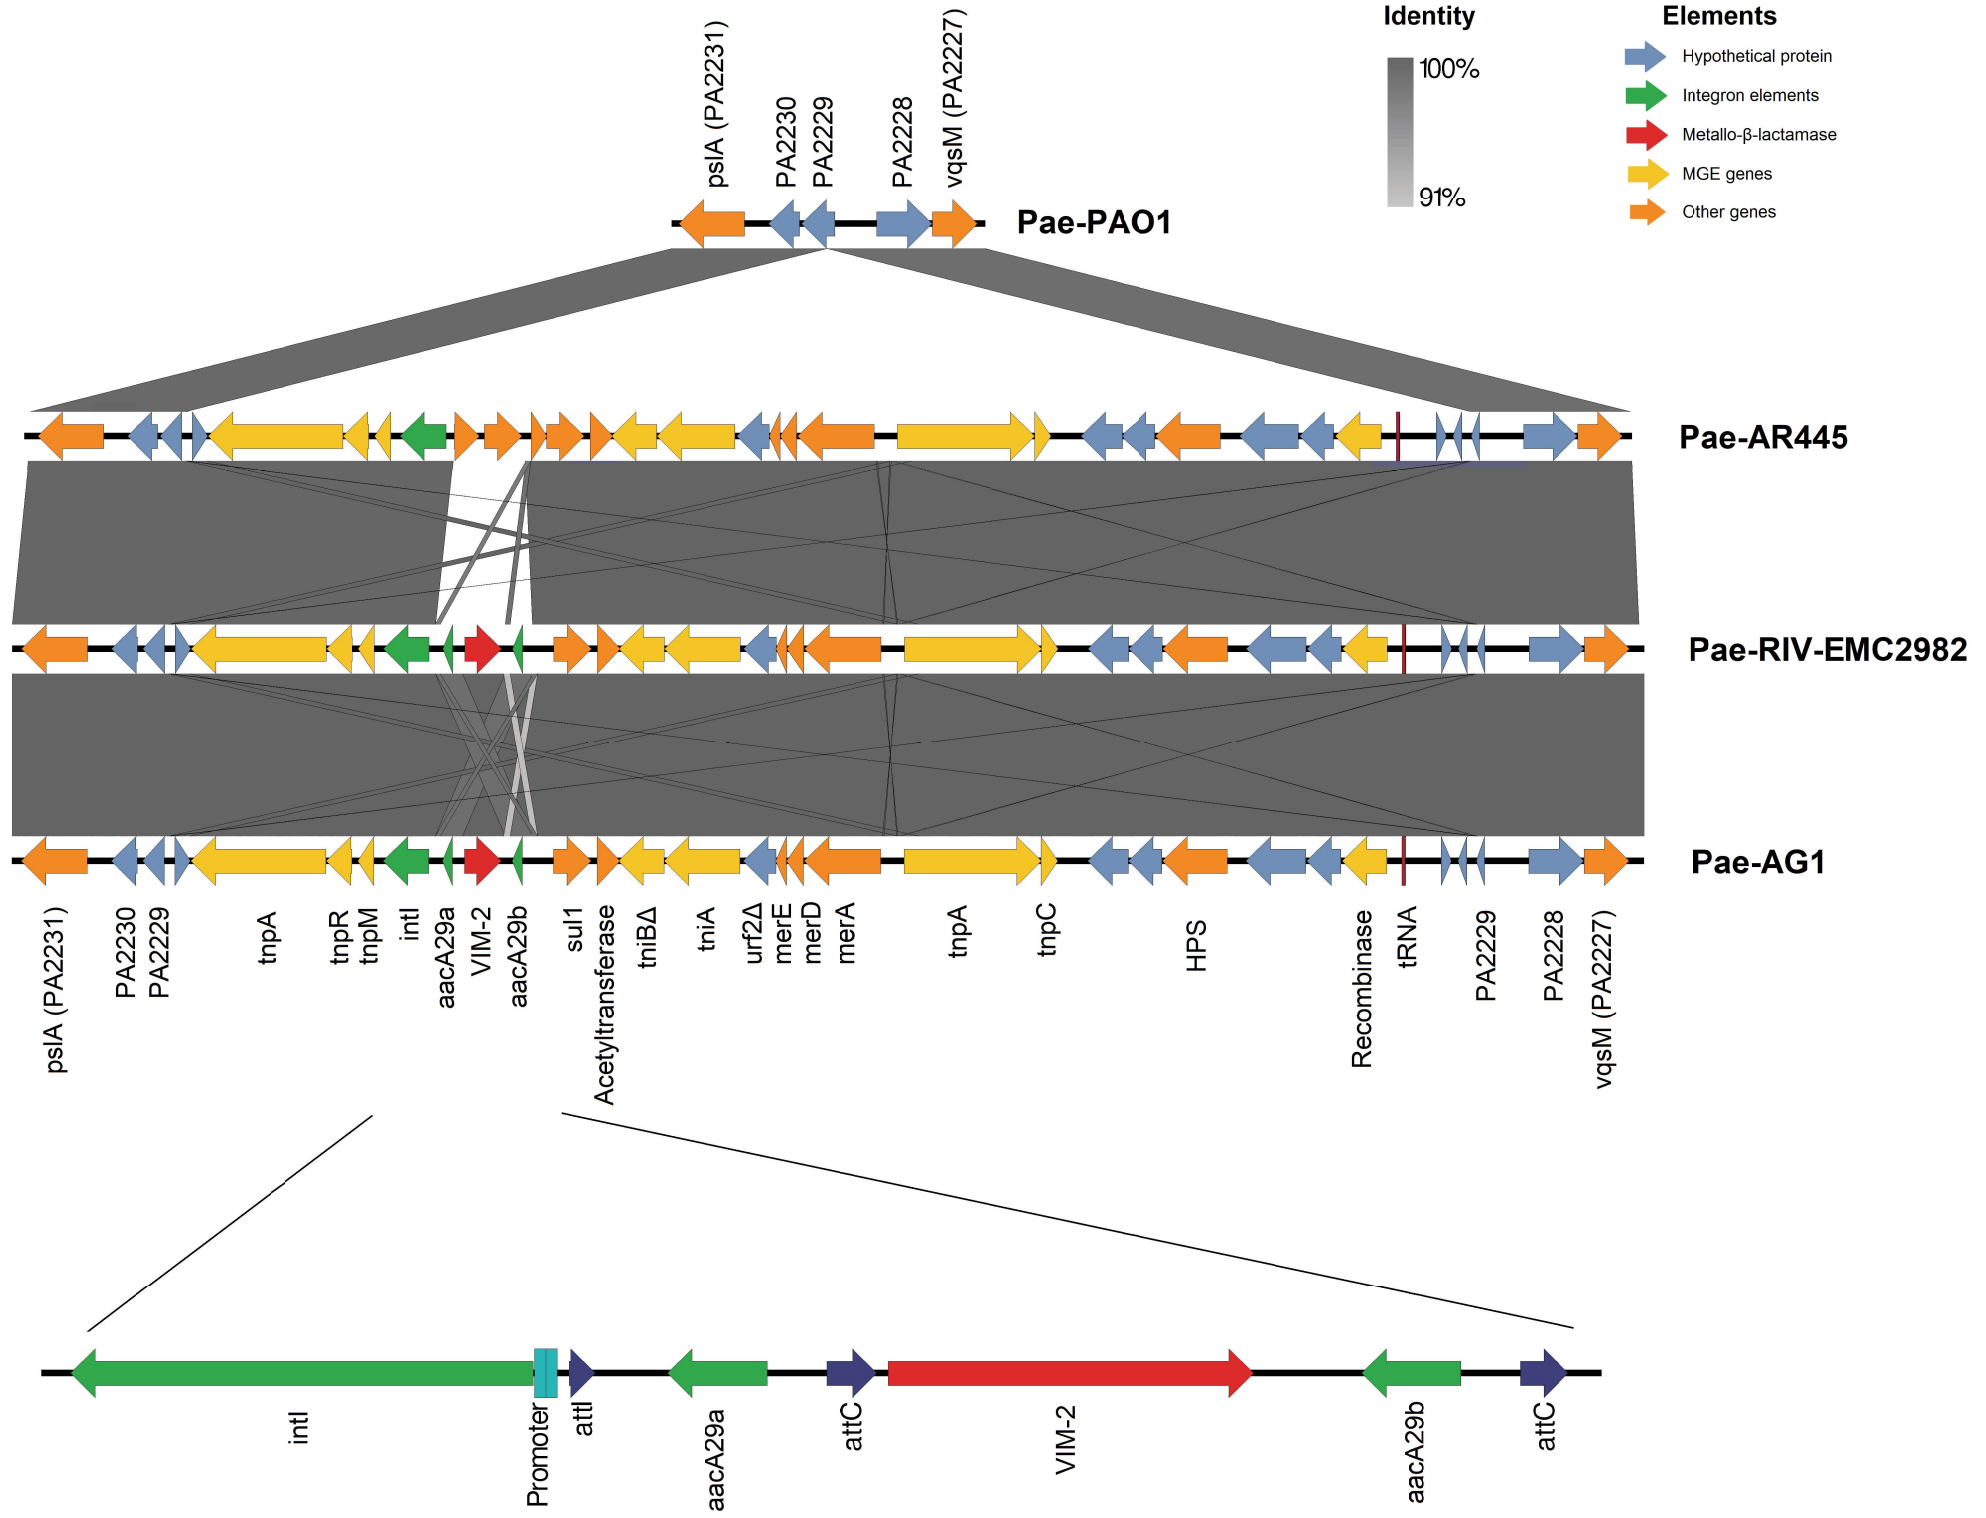 Identity
100%
91%
Elements
Hypothetical protein
Integron elements
Metallo-β-lactamase
MGE genes
Other genes
pslA (PA2231)
PA2230
PA2229
PA2228
vqsM (PA2227)
Pae-PAO1
Pae-AR445
Pae-RIV-EMC2982
Pae-AG1
pslA (PA2231)
PA2230
PA2229
tnpA
tnpR
tnpM
intI
aacA29a
VIM-2
aacA29b
sul1
Acetyltransferase
tniBΔ
tniA
urf2Δ
merE
merD
merA
tnpA
tnpC
HPS
Recombinase
tRNA
PA2229
PA2228
vqsM (PA2227)
intI
Promoter
attI
aacA29a
attC
VIM-2
aacA29b
attC